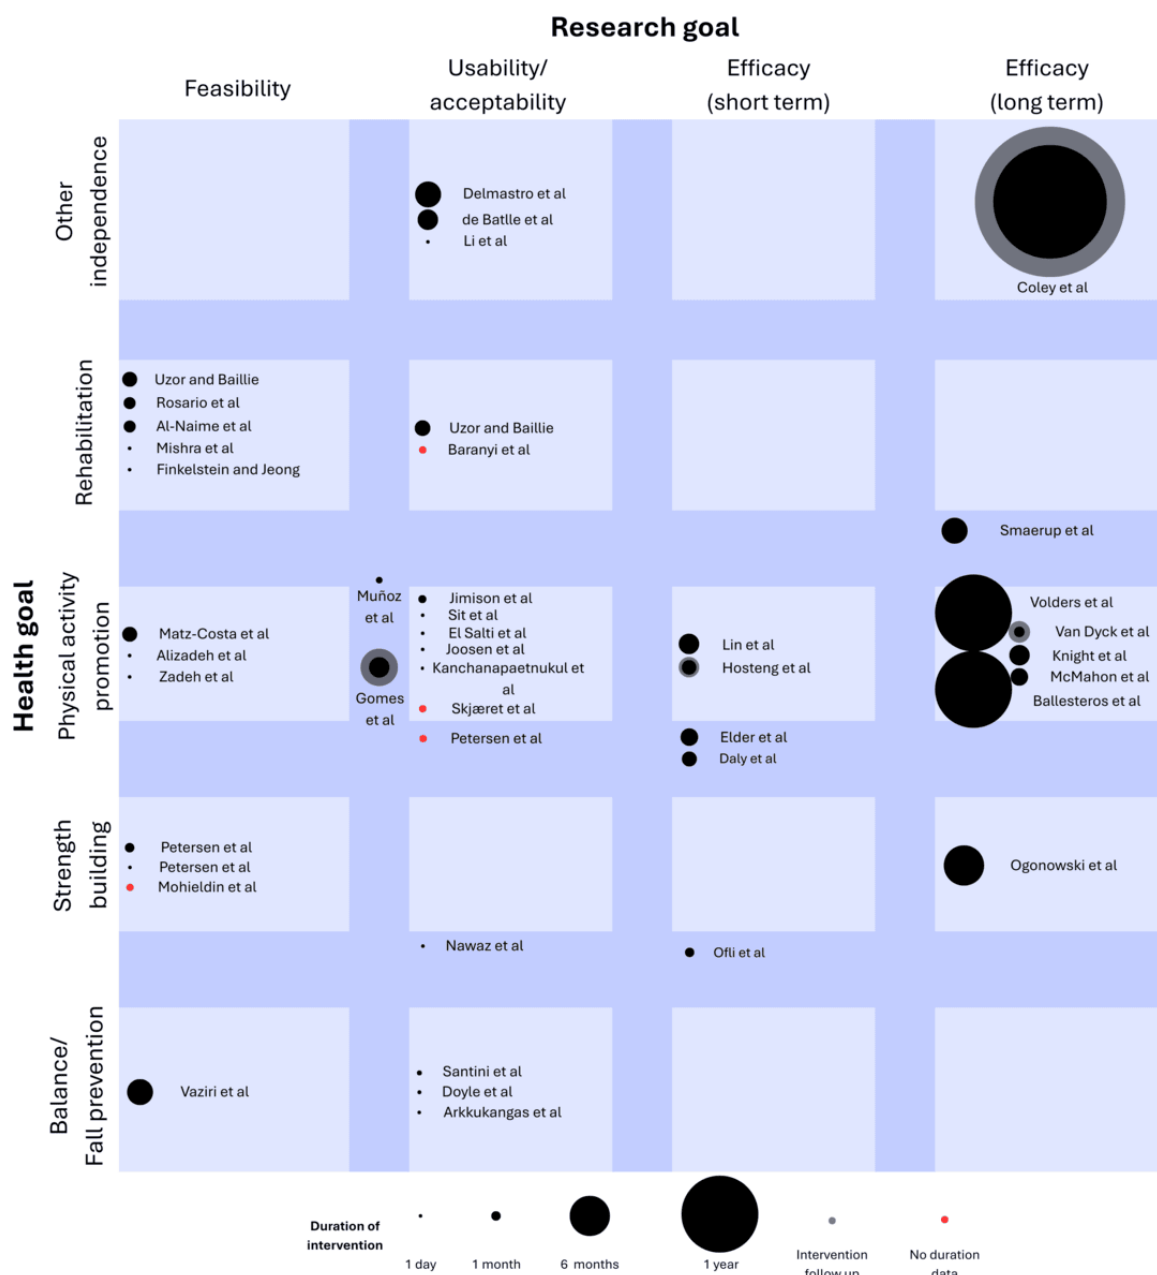 Research goal
Feasibility
Usability/
acceptability
Efficacy
(short term)
Efficacy
(long term)
Health goal
Other
independence
Delmastro et al
de Batlle et al
Li et al
Coley et al
Rehabilitation
Uzor and Baillie
Rosario et al
Al-Naime et al
Mishra et al
Finkelstein and Jeong
Uzor and Baillie
Baranyi et al
Smaerup et al
Physical activity
promotion
Matz-Costa et al
Alizadeh et al
Zadeh et al
Muñoz
et al
Gomes
et al
Jimison et al
Sit et al
El Salti et al
Joosen et al
Kanchanapaetnukul et
al
Skjæret et al
Petersen et al
Lin et al
Hosteng et al
Elder et al
Daly et al
Volders et al
Van Dyck et al
Knight et al
McMahon et al
Ballesteros et al
Strength
building
Petersen et al
Petersen et al
Mohieldin et al
Ogonowski et al
Nawaz et al
Ofli et al
Balance/
Fall prevention
Vaziri et al
Santini et al
Doyle et al
Arkkukangas et al
Duration of
intervention
1 day
1 month
6 months
1 year
Intervention
follow up
No duration
data